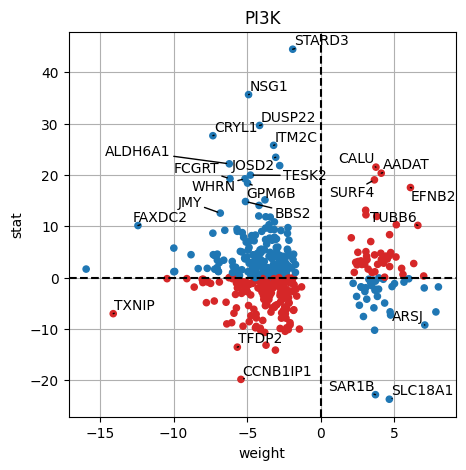 PI3K
STARD3
NSG1
DUSP22
CRYL1
ITM2C
ALDH6A1
JOSD2
FCGRT
TESK2
WHRN
GPM6B
JMY
BBS2
FAXDC2
CALU
AADAT
SURF4
EFNB2
TUBB6
TXNIP
ARSJ
TFDP2
CCNB1IP1
SAR1B
SLC18A1
stat
40
30
20
10
0
−10
−20
−15
−10
−5
0
5
weight